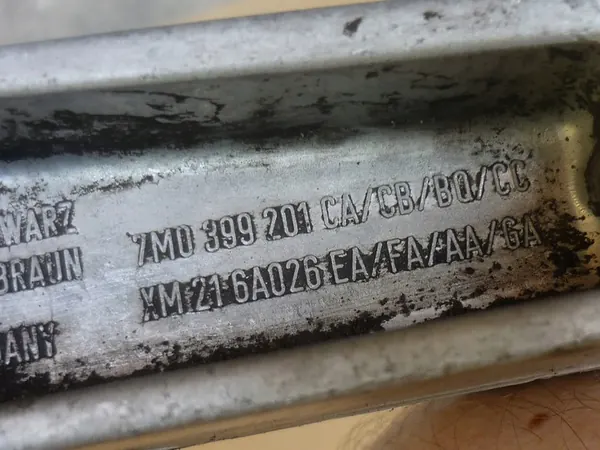 WARZ 7M0 399 201 CA/CB/BQ/CC
BRAUN XM 21 6A026 EA/FA/AA/GA
ANY